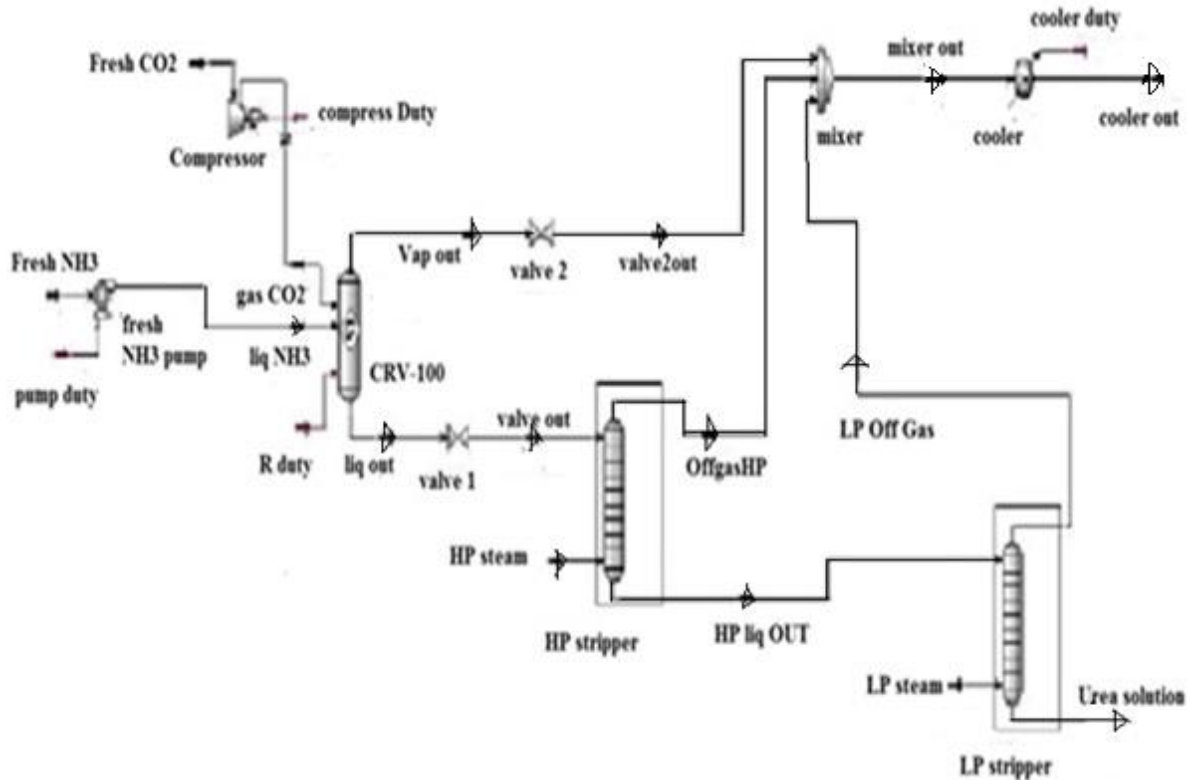 cooler duty
Fresh CO2
mixer out
compress Duty
cooler out
mixer
cooler
Compressor
Vap out
valve 2
valve2out
Fresh NH3
gas CO2
fresh
NH3 pump
liq NH3
CRV-100
pump duty
R duty
liq out
valve 1
valve out
OffgasHP
LP Off Gas
HP steam
HP stripper
HP liq OUT
LP steam
Urea solution
LP stripper